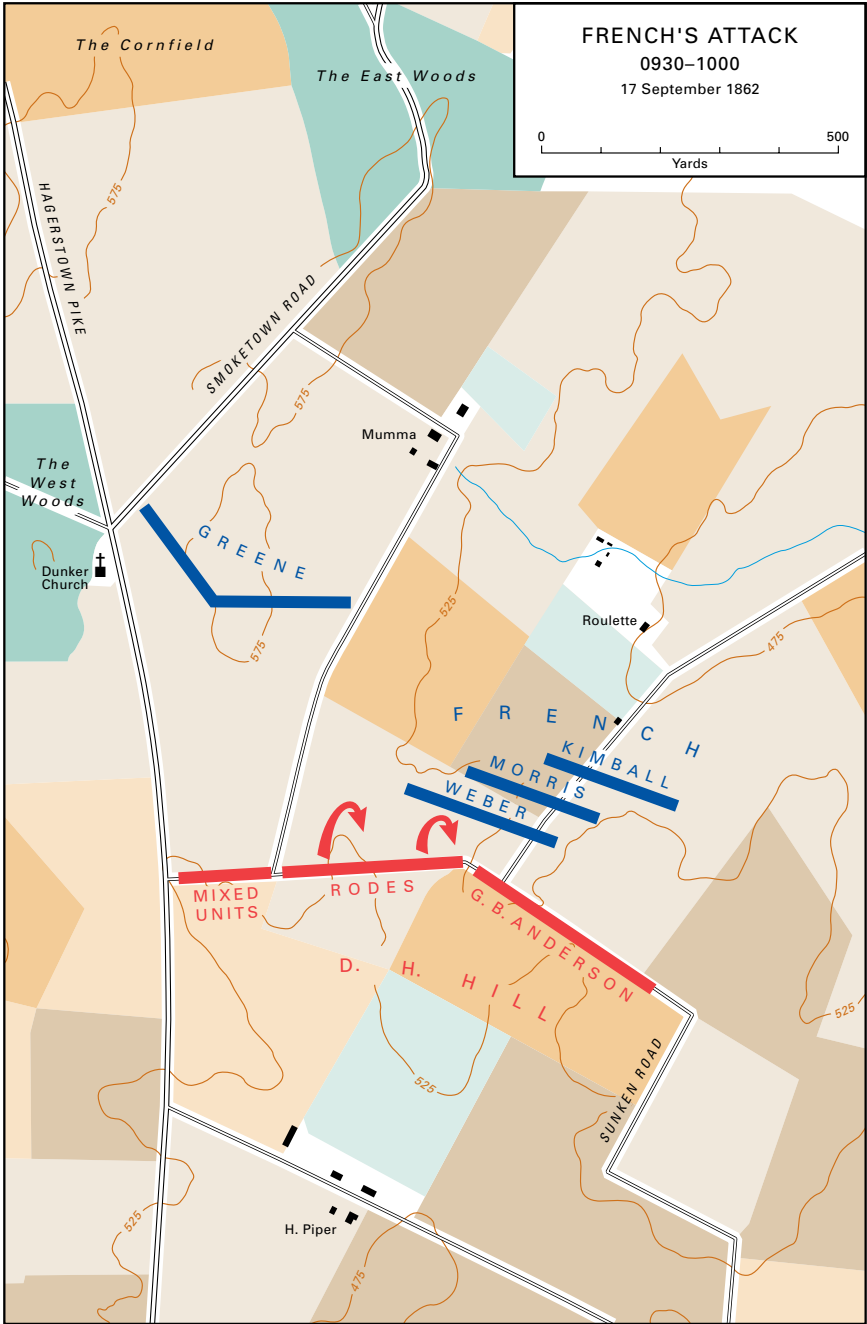 FRENCH'S ATTACK
0930–1000
17 September 1862
0 500
Yards
The Cornfield
The East Woods
575
HAGERSTOWN PIKE
SMOKETOWN ROAD
575
Mumma
The
West
Woods
GREENE
Dunker
Church
575
525
Roulette
475
FRENCH
KIMBALL
MORRIS
WEBER
MIXED
UNITS
RODES
G. B. ANDERSON
D. H. HILL
525
525
SUNKEN ROAD
525
H. Piper
475